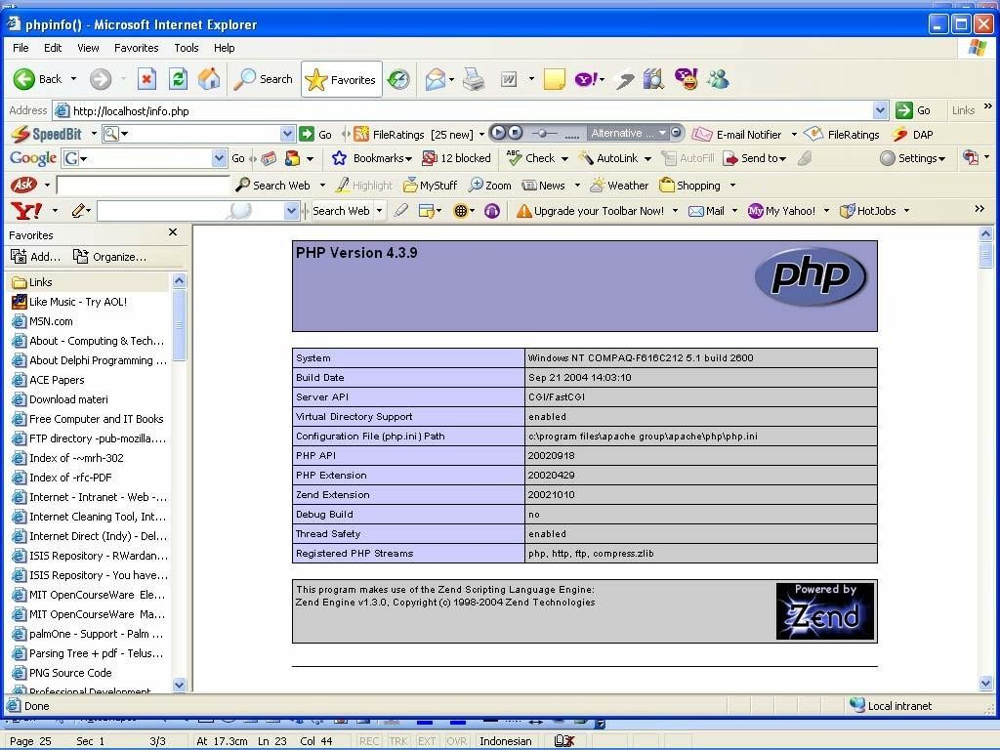 phpinfo() - Microsoft Internet Explorer
File Edit View Favorites Tools Help
Back Search Favorites
Address http://localhost/info.php Go Links »
SpeedBit Go FileRatings [25 new] Alternative ... E-mail Notifier FileRatings DAP
Google G Go Bookmarks 12 blocked Check AutoLink AutoFill Send to Settings
Ask Search Web Highlight MyStuff Zoom News Weather Shopping
Y! Search Web Upgrade your Toolbar Now! Mail My Yahoo! HotJobs »
Favorites
Add... Organize...
Links
Like Music - Try AOL!
MSN.com
About - Computing & Tech...
About Delphi Programming ...
ACE Papers
Download materi
Free Computer and IT Books
FTP directory -pub-mozilla....
Index of -~mrh-302
Index of -rfc-PDF
Internet - Intranet - Web -...
Internet Cleaning Tool, Int...
Internet Direct (Indy) - Del...
ISIS Repository - RWardan...
ISIS Repository - You have...
MIT OpenCourseWare Ele...
MIT OpenCourseWare Ma...
palmOne - Support - Palm ...
Parsing Tree + pdf - Telus...
PNG Source Code
Professional Development
PHP Version 4.3.9
php
System Windows NT COMPAQ-F616C212 5.1 build 2600
Build Date Sep 21 2004 14:03:10
Server API CGI/FastCGI
Virtual Directory Support enabled
Configuration File (php.ini) Path c:\program files\apache group\apache\php\php.ini
PHP API 20020918
PHP Extension 20020429
Zend Extension 20021010
Debug Build no
Thread Safety enabled
Registered PHP Streams php, http, ftp, compress.zlib
This program makes use of the Zend Scripting Language Engine:
Zend Engine v1.3.0, Copyright (c) 1998-2004 Zend Technologies
Powered by
Zend
Done Local intranet
Page 25 Sec 1 3/3 At 17.3cm Ln 23 Col 44 REC TRK EXT OVR Indonesian